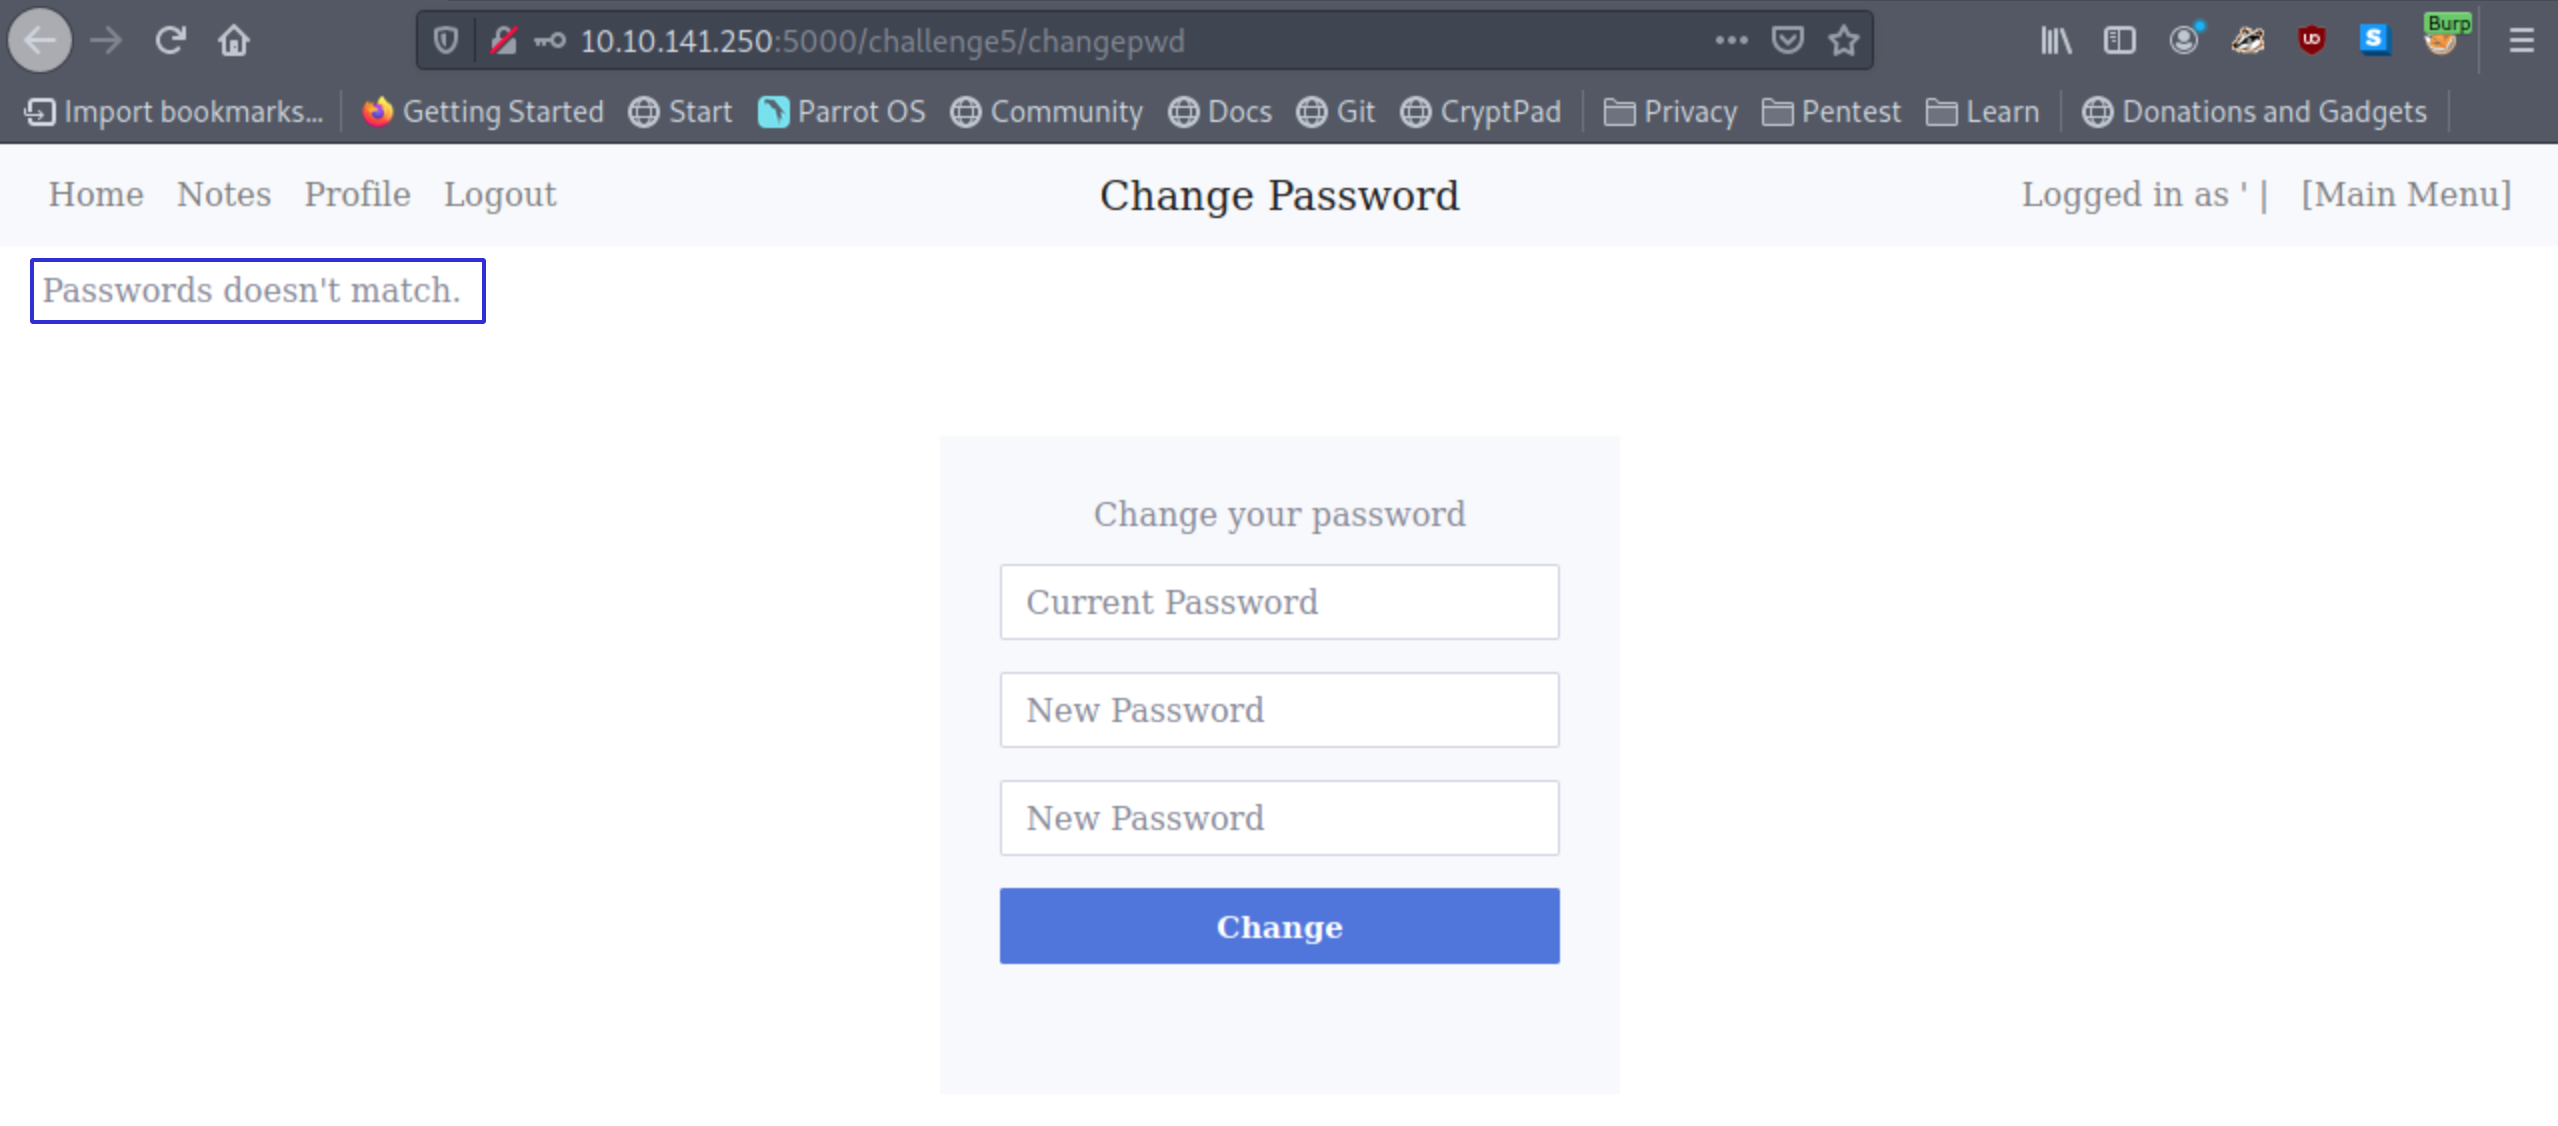 10.10.141.250:5000/challenge5/changepwd
Burp
Import bookmarks... Getting Started Start Parrot OS Community Docs Git CryptPad Privacy Pentest Learn Donations and Gadgets
Home Notes Profile Logout Change Password Logged in as ' | [Main Menu]
Passwords doesn't match.
Change your password
Current Password
New Password
New Password
Change